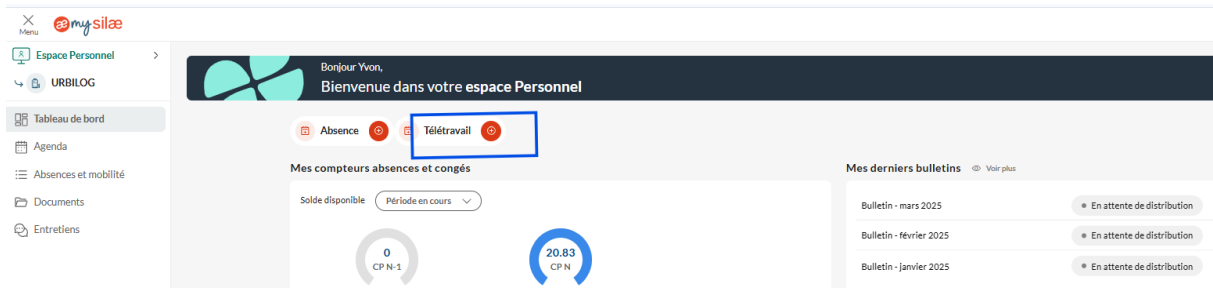 Menu
æ mysilæ
Espace Personnel
URBILOG
Tableau de bord
Agenda
Absences et mobilité
Documents
Entretiens
Bonjour Yvon,
Bienvenue dans votre espace Personnel
Absence
Télétravail
Mes compteurs absences et congés
Solde disponible Période en cours
0
CP N-1
20.83
CP N
Mes derniers bulletins Voir plus
Bulletin - mars 2025 En attente de distribution
Bulletin - février 2025 En attente de distribution
Bulletin - janvier 2025 En attente de distribution